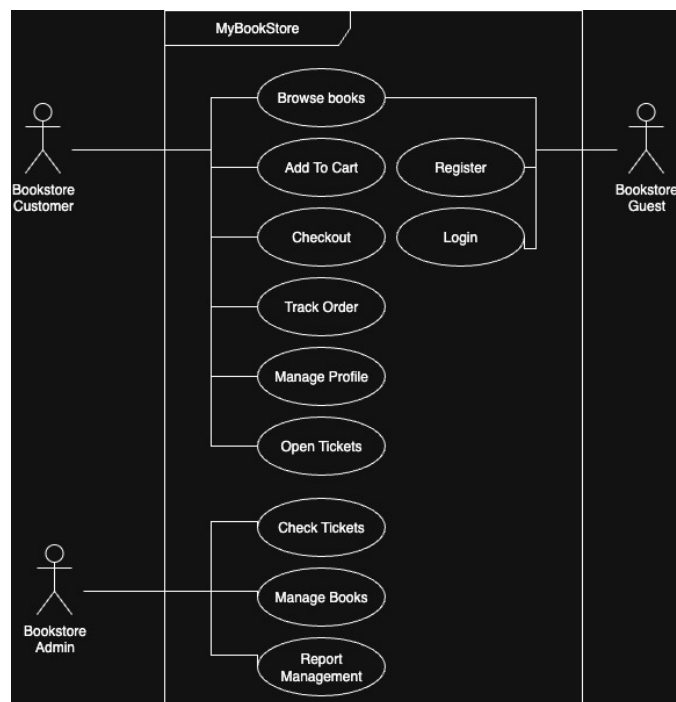 MyBookStore
Browse books
Add To Cart
Register
Bookstore
Customer
Bookstore
Guest
Checkout
Login
Track Order
Manage Profile
Open Tickets
Check Tickets
Manage Books
Bookstore
Admin
Report
Management